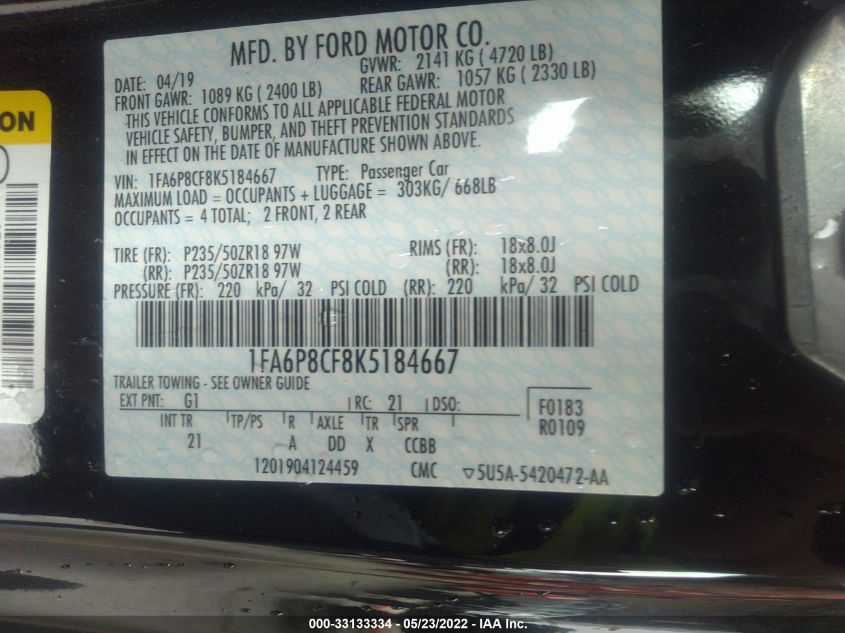 MFD. BY FORD MOTOR CO.
DATE: 04/19 GVWR: 2141 KG ( 4720 LB)
FRONT GAWR: 1089 KG ( 2400 LB) REAR GAWR: 1057 KG ( 2330 LB)
THIS VEHICLE CONFORMS TO ALL APPLICABLE FEDERAL MOTOR
VEHICLE SAFETY, BUMPER, AND THEFT PREVENTION STANDARDS
IN EFFECT ON THE DATE OF MANUFACTURE SHOWN ABOVE.
VIN: 1FA6P8CF8K5184667 TYPE: Passenger Car
MAXIMUM LOAD = OCCUPANTS + LUGGAGE = 303KG/ 668LB
OCCUPANTS = 4 TOTAL; 2 FRONT, 2 REAR
TIRE (FR): P235/50ZR18 97W RIMS (FR): 18x8.0J
(RR): P235/50ZR18 97W (RR): 18x8.0J
PRESSURE (FR): 220 kPa/ 32 PSI COLD (RR): 220 kPa/ 32 PSI COLD
1FA6P8CF8K5184667
TRAILER TOWING - SEE OWNER GUIDE
EXT PNT: G1 RC: 21 DSO: F0183
INT TR TP/PS R AXLE TR SPR R0109
21 A DD X CCBB
1201904124459 CMC ▽5U5A-5420472-AA
ON
000-33133334 - 05/23/2022 - IAA Inc.